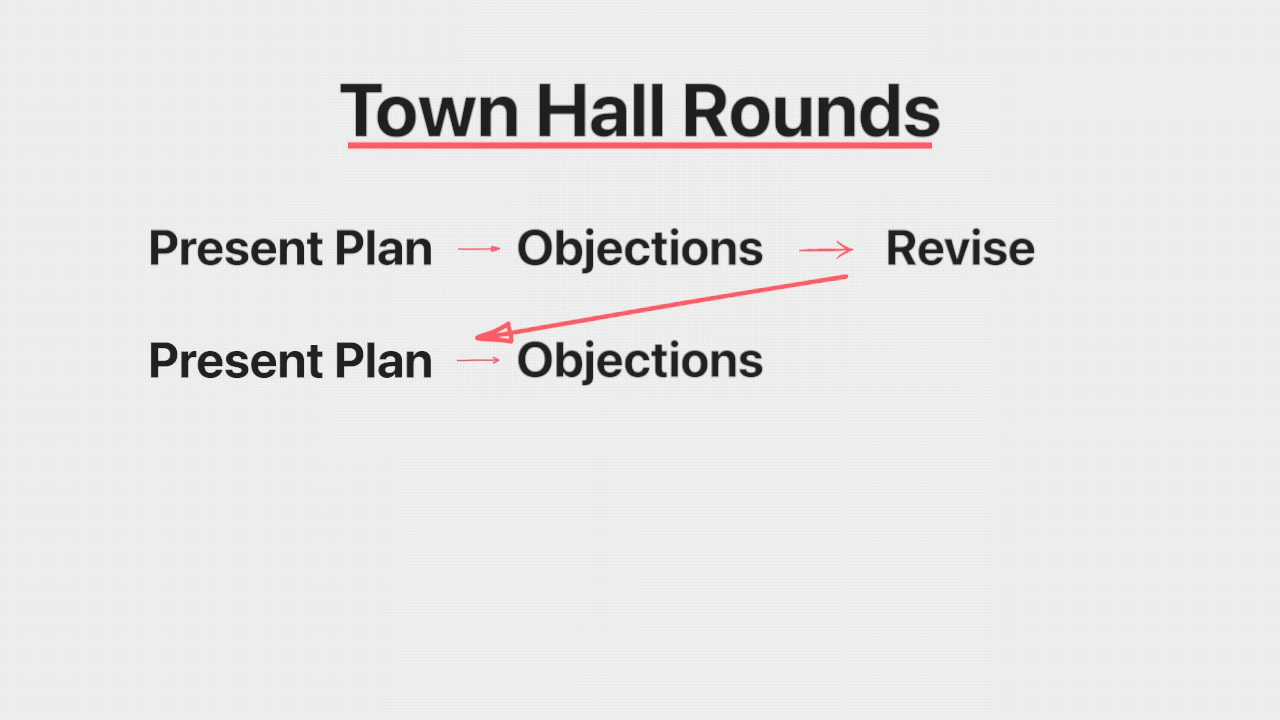 Town Hall Rounds
Present Plan → Objections → Revise
Present Plan → Objections